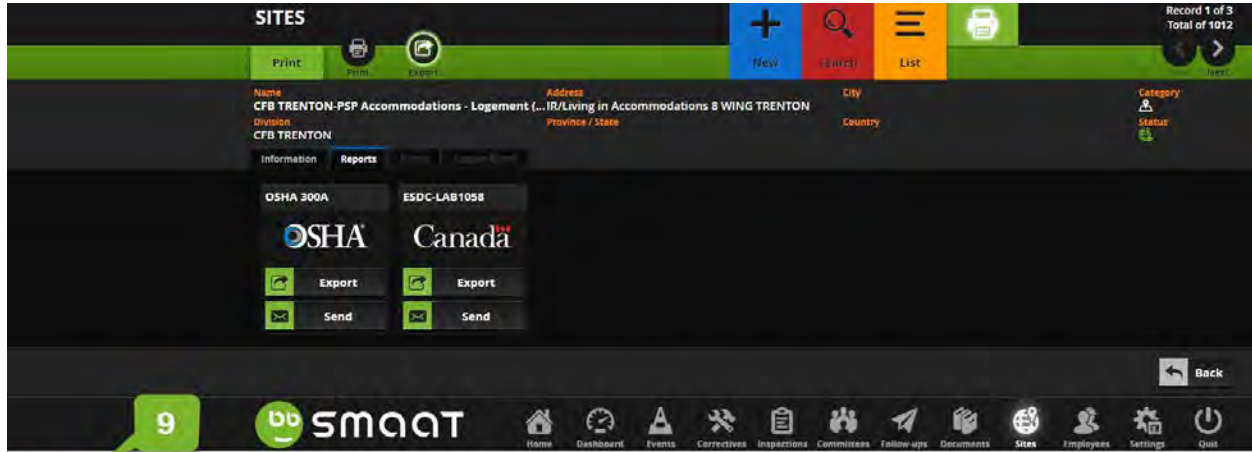 SITES
Record 1 of 3
Total of 1012
Print
Print
Export
New
Search
List
Next
Name
Address
City
Category
CFB TRENTON-PSP Accommodations - Logement (...IR/Living in Accommodations 8 WING TRENTON
Division
Province / State
Country
Status
CFB TRENTON
Information
Reports
OSHA 300A
ESDC-LAB1058
OSHA
Canada
Export
Export
Send
Send
Back
9
smaat
Home
Dashboard
Events
Correctives
Inspections
Committees
Follow-ups
Documents
Sites
Employees
Settings
Quit